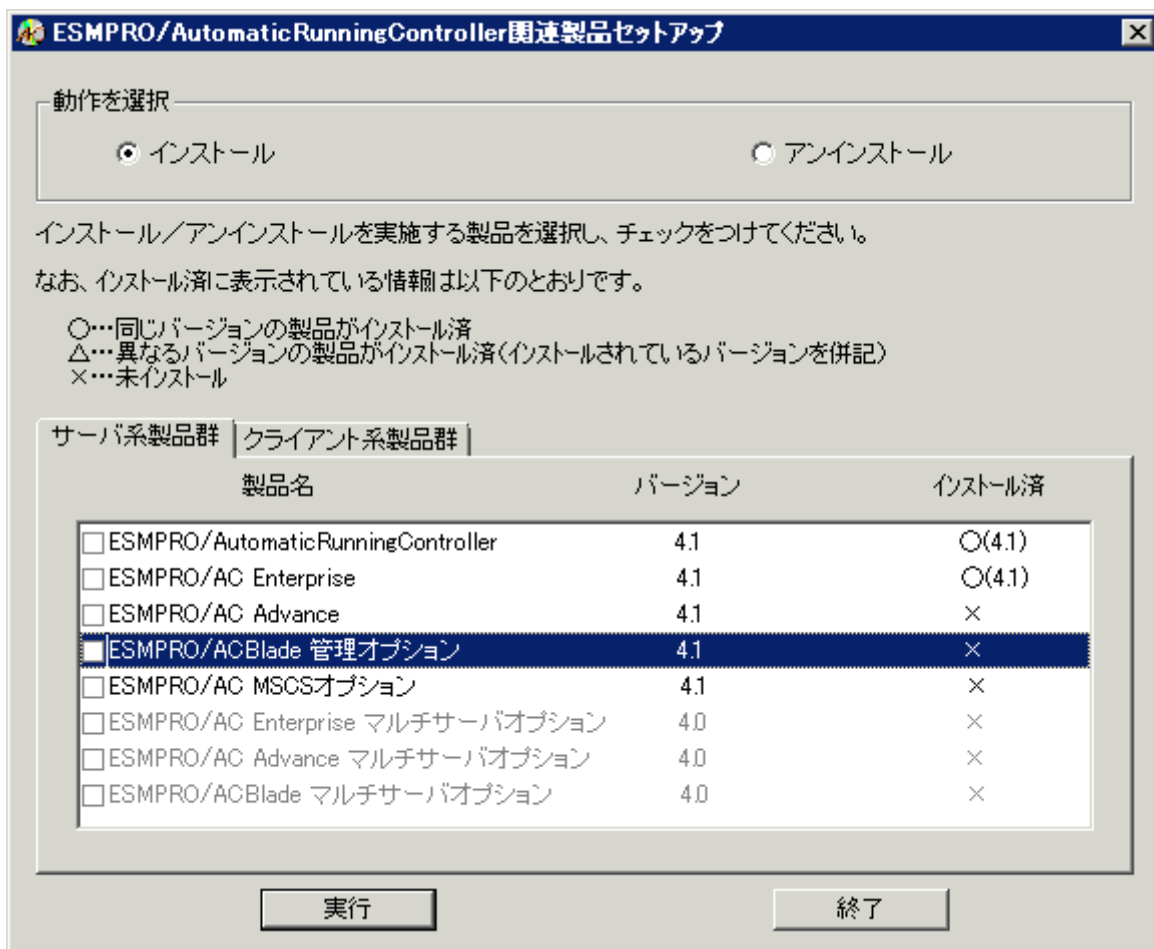 ESMPRO/AutomaticRunningController関連製品セットアップ
動作を選択
インストール アンインストール
インストール／アンインストールを実施する製品を選択し、チェックをつけてください。
なお、インストール済に表示されている情報は以下のとおりです。
○…同じバージョンの製品がインストール済
△…異なるバージョンの製品がインストール済(インストールされているバージョンを併記)
×…未インストール
サーバ系製品群 クライアント系製品群
製品名 バージョン インストール済
ESMPRO/AutomaticRunningController 4.1 ○(4.1)
ESMPRO/AC Enterprise 4.1 ○(4.1)
ESMPRO/AC Advance 4.1 ×
ESMPRO/ACBlade 管理オプション 4.1 ×
ESMPRO/AC MSCSオプション 4.1 ×
ESMPRO/AC Enterprise マルチサーバオプション 4.0 ×
ESMPRO/AC Advance マルチサーバオプション 4.0 ×
ESMPRO/ACBlade マルチサーバオプション 4.0 ×
実行 終了